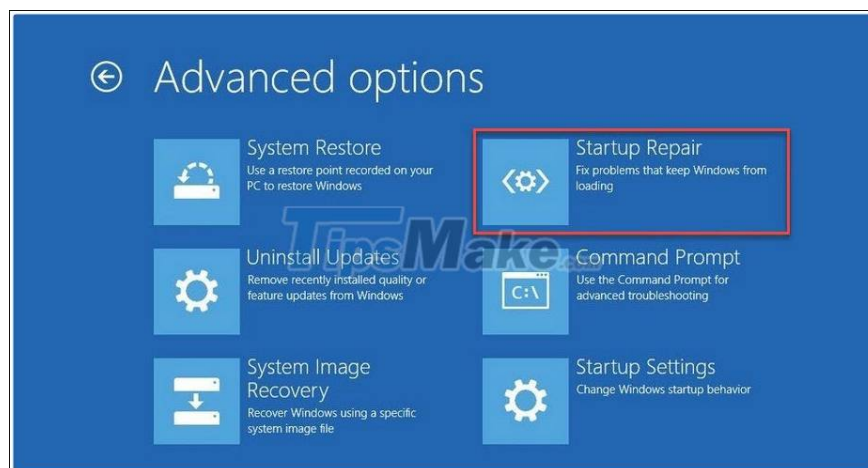 Advanced options
System Restore
Use a restore point recorded on your
PC to restore Windows
Startup Repair
Fix problems that keep Windows from
loading
Uninstall Updates
Remove recently installed quality or
feature updates from Windows
Command Prompt
Use the Command Prompt for
advanced troubleshooting
C:\
System Image
Recovery
Recover Windows using a specific
system image file
Startup Settings
Change Windows startup behavior
TipsMake.com